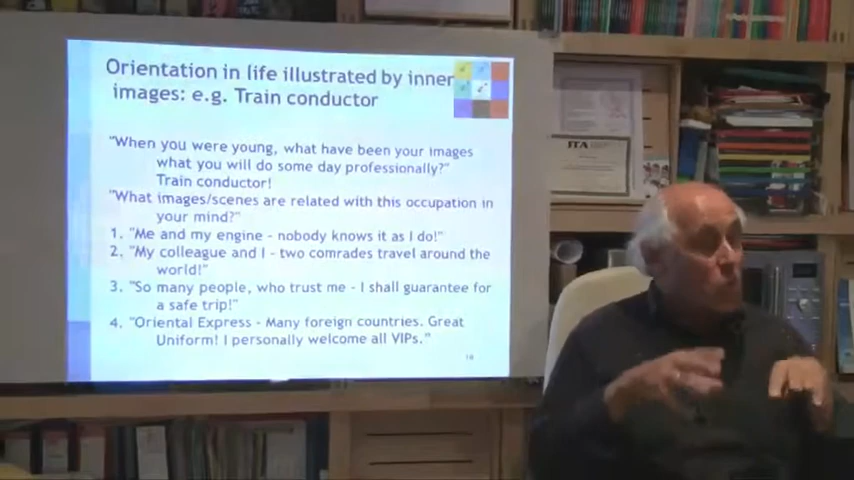 Orientation in life illustrated by inner
images: e.g. Train conductor
"When you were young, what have been your images
what you will do some day professionally?"
Train conductor!
"What images/scenes are related with this occupation in
your mind?"
1. "Me and my engine - nobody knows it as I do!"
2. "My colleague and I - two comrades travel around the
world!"
3. "So many people, who trust me - I shall guarantee for
a safe trip!"
4. "Oriental Express - Many foreign countries. Great
Uniform! I personally welcome all VIPs."
18
ITA